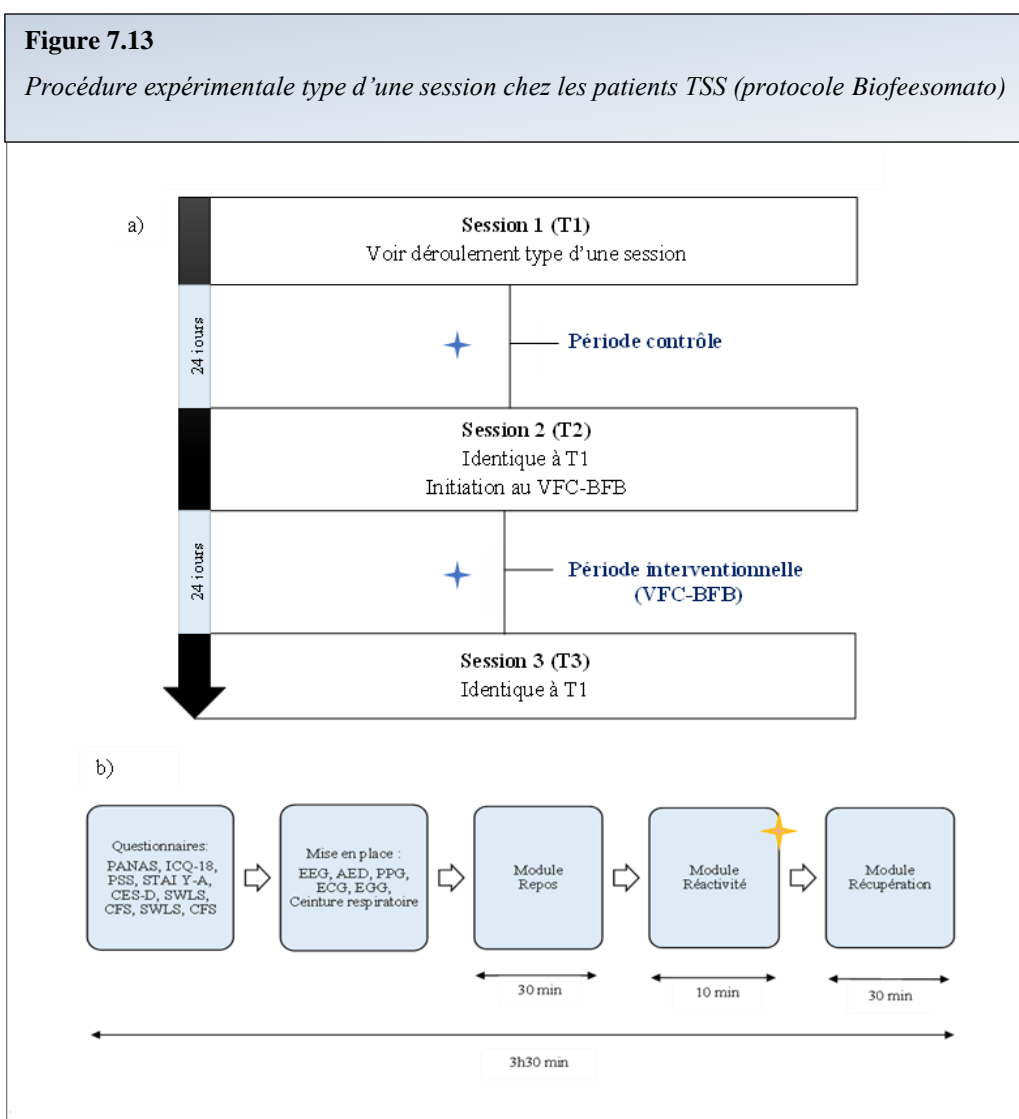 Figure 7.13
Procédure expérimentale type d’une session chez les patients TSS (protocole Biofeesomato)
a)
Session 1 (T1)
Voir déroulement type d’une session
24 jours
Période contrôle
Session 2 (T2)
Identique à T1
Initiation au VFC-BFB
24 jours
Période interventionnelle
(VFC-BFB)
Session 3 (T3)
Identique à T1
b)
Questionnaires:
PANAS, ICQ-18,
PSS, STAI Y-A,
CES-D, SWLS,
CFS, SWLS, CFS
Mise en place :
EEG, AED, PPG,
ECG, EGG,
Ceinture respiratoire
Module
Repos
Module
Réactivité
Module
Récupération
30 min
10 min
30 min
3h30 min